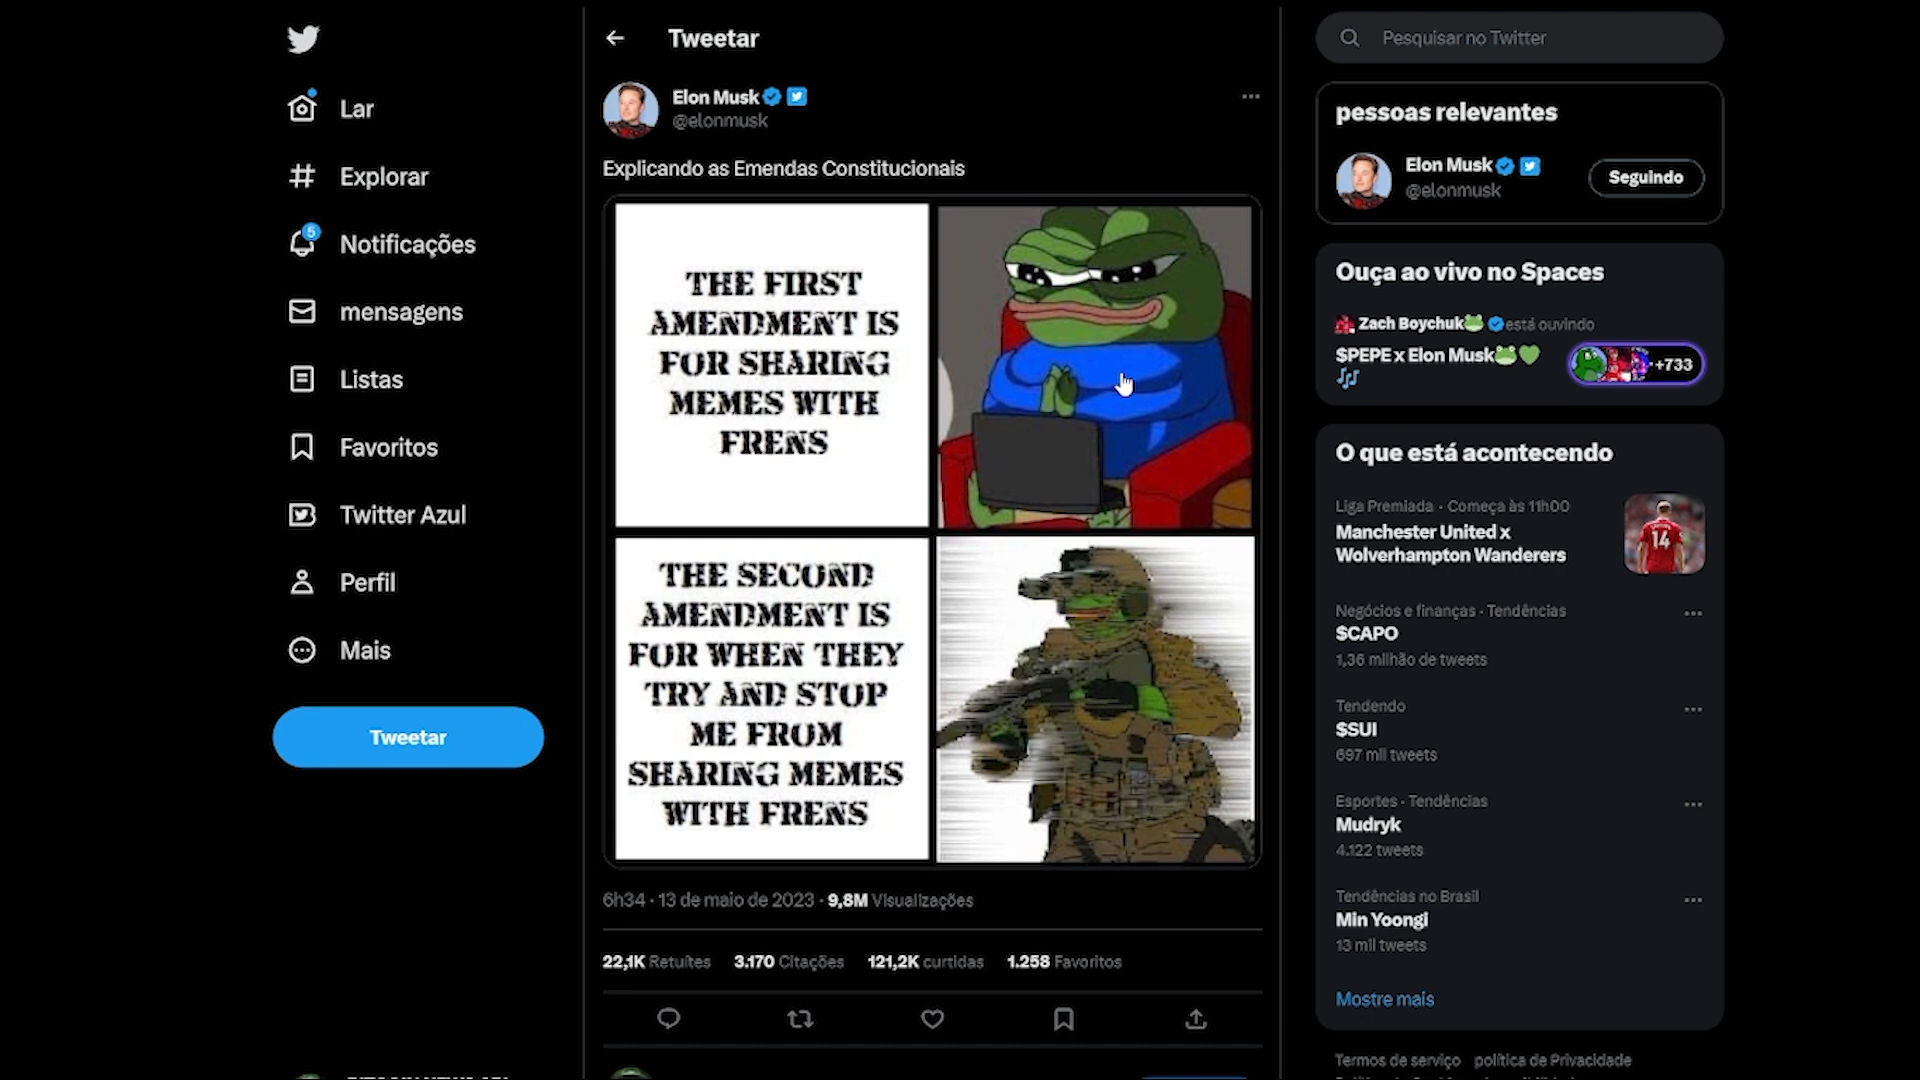 Lar
Explorar
5
Notificações
mensagens
Listas
Favoritos
Twitter Azul
Perfil
Mais
Tweetar
Tweetar
Elon Musk
@elonmusk
Explicando as Emendas Constitucionais
THE FIRST
AMENDMENT IS
FOR SHARING
MEMES WITH
FRENS
THE SECOND
AMENDMENT IS
FOR WHEN THEY
TRY AND STOP
ME FROM
SHARING MEMES
WITH FRENS
6h34 · 13 de maio de 2023 · 9,8M Visualizações
22,1K Retuítes 3.170 Citações 121,2K curtidas 1.258 Favoritos
Pesquisar no Twitter
pessoas relevantes
Elon Musk
@elonmusk
Seguindo
Ouça ao vivo no Spaces
Zach Boychuk está ouvindo
$PEPE x Elon Musk
+733
O que está acontecendo
Liga Premiada · Começa às 11h00
Manchester United x
Wolverhampton Wanderers
14
Negócios e finanças · Tendências
$CAPO
1,36 milhão de tweets
Tendendo
$SUI
697 mil tweets
Esportes · Tendências
Mudryk
4.122 tweets
Tendências no Brasil
Min Yoongi
13 mil tweets
Mostre mais
Termos de serviço política de Privacidade